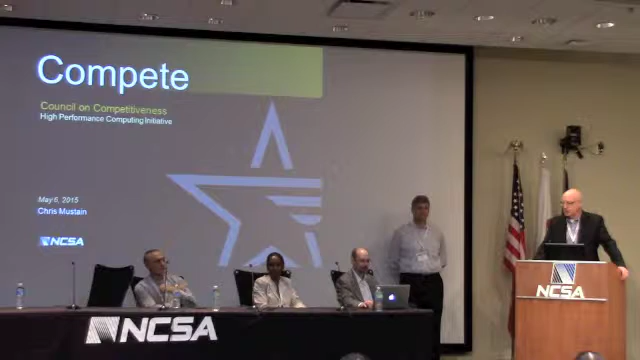 Compete
Council on Competitiveness
High Performance Computing Initiative
May 6, 2015
Chris Mustain
NCSA
NCSA
NCSA